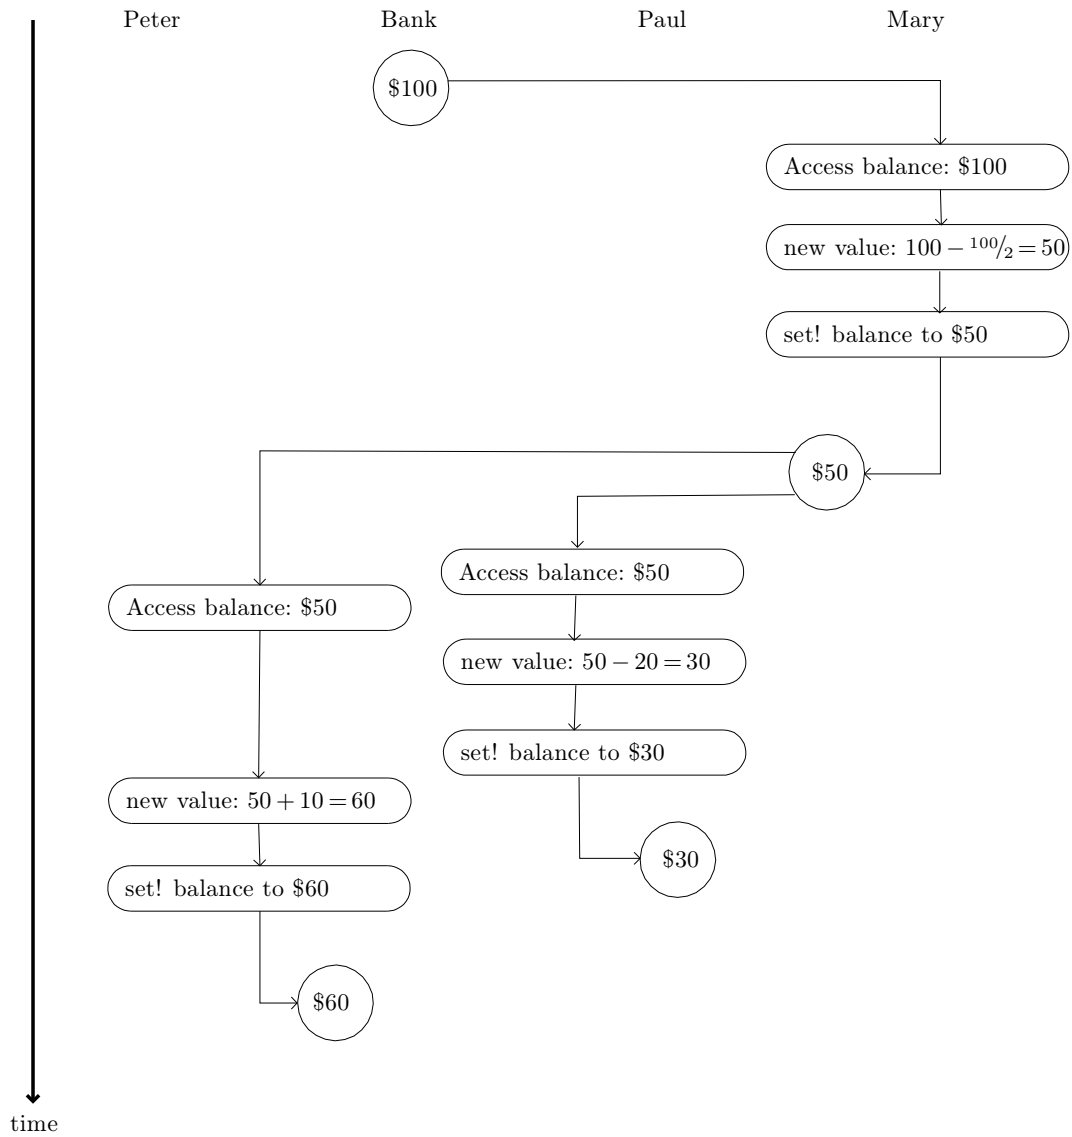 Peter Bank Paul Mary
$100
Access balance: $100
new value: 100 − 100/2 = 50
set! balance to $50
$50
Access balance: $50
Access balance: $50
new value: 50 − 20 = 30
set! balance to $30
new value: 50 + 10 = 60
$30
set! balance to $60
$60
time